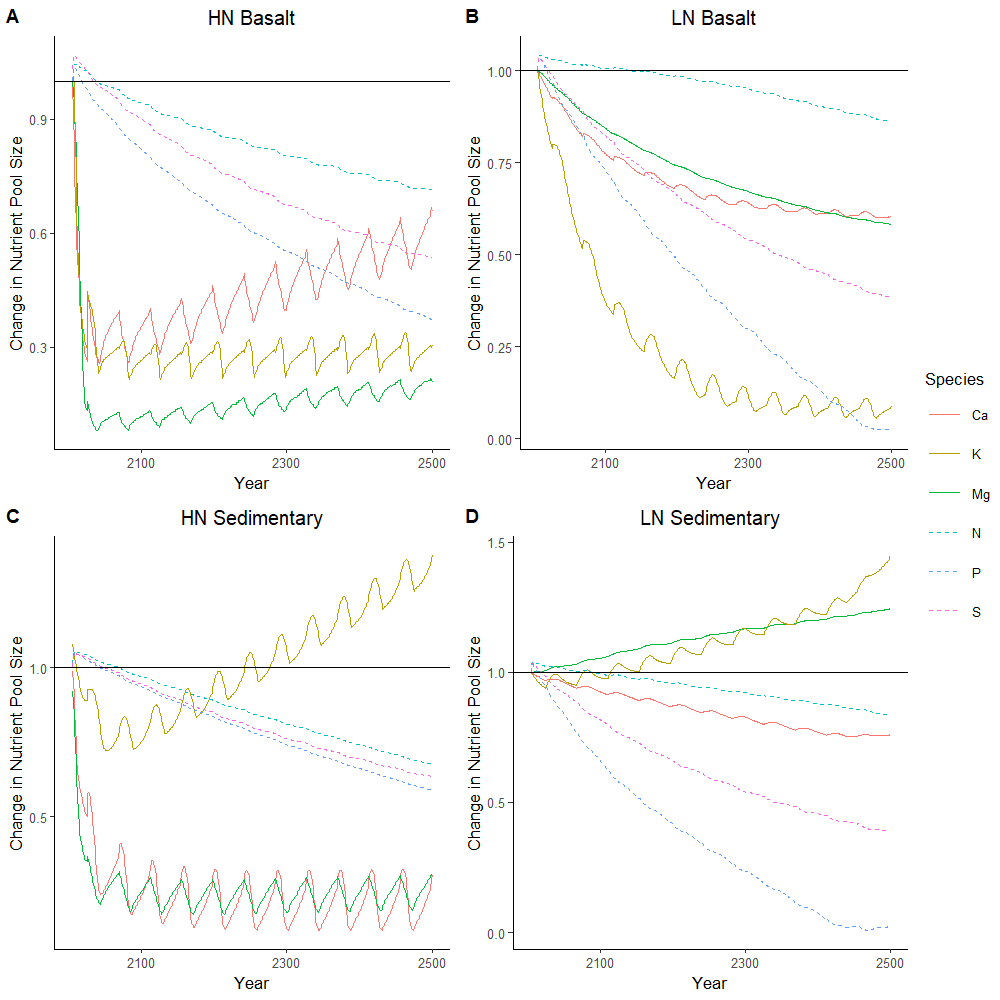 A
HN Basalt
Change in Nutrient Pool Size
0.9
0.6
0.3
2100
2300
2500
Year
B
LN Basalt
Change in Nutrient Pool Size
1.00
0.75
0.50
0.25
0.00
2100
2300
2500
Year
C
HN Sedimentary
Change in Nutrient Pool Size
1.0
0.5
2100
2300
2500
Year
D
LN Sedimentary
Change in Nutrient Pool Size
1.5
1.0
0.5
0.0
2100
2300
2500
Year
Species
Ca
K
Mg
N
P
S